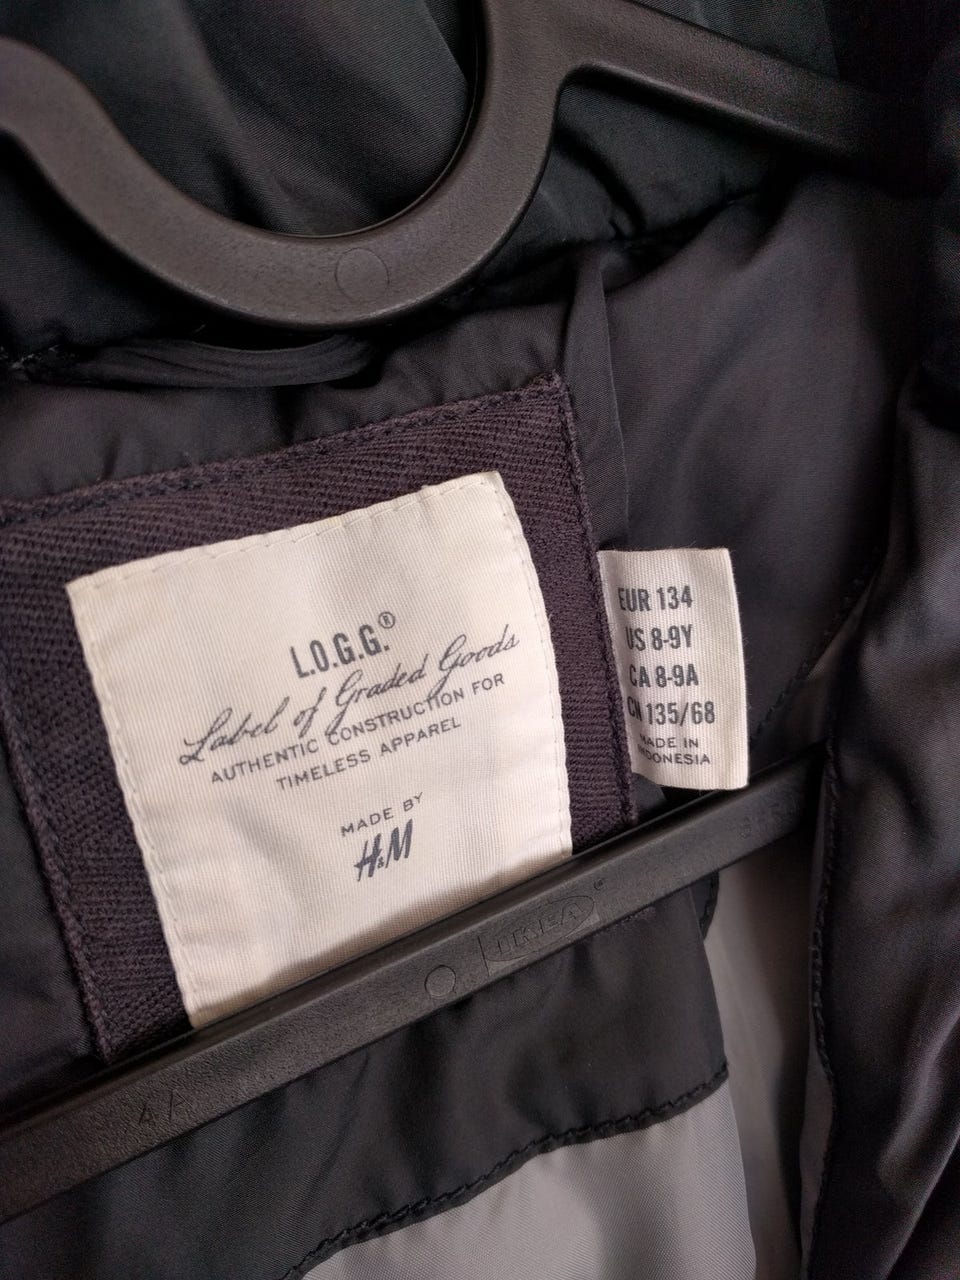 L.O.G.G.®
Label of Graded Goods
AUTHENTIC CONSTRUCTION FOR
TIMELESS APPAREL
MADE BY
H&M
EUR 134
US 8-9Y
CA 8-9A
CN 135/68
MADE IN
INDONESIA
IKEA®